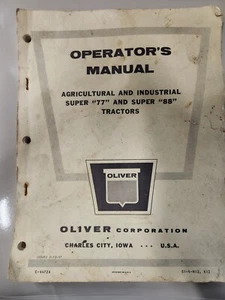 OPERATOR'S
MANUAL
AGRICULTURAL AND INDUSTRIAL
SUPER "77" AND SUPER "88"
TRACTORS
OLIVER
OLIVER CORPORATION
CHARLES CITY, IOWA ... U.S.A.